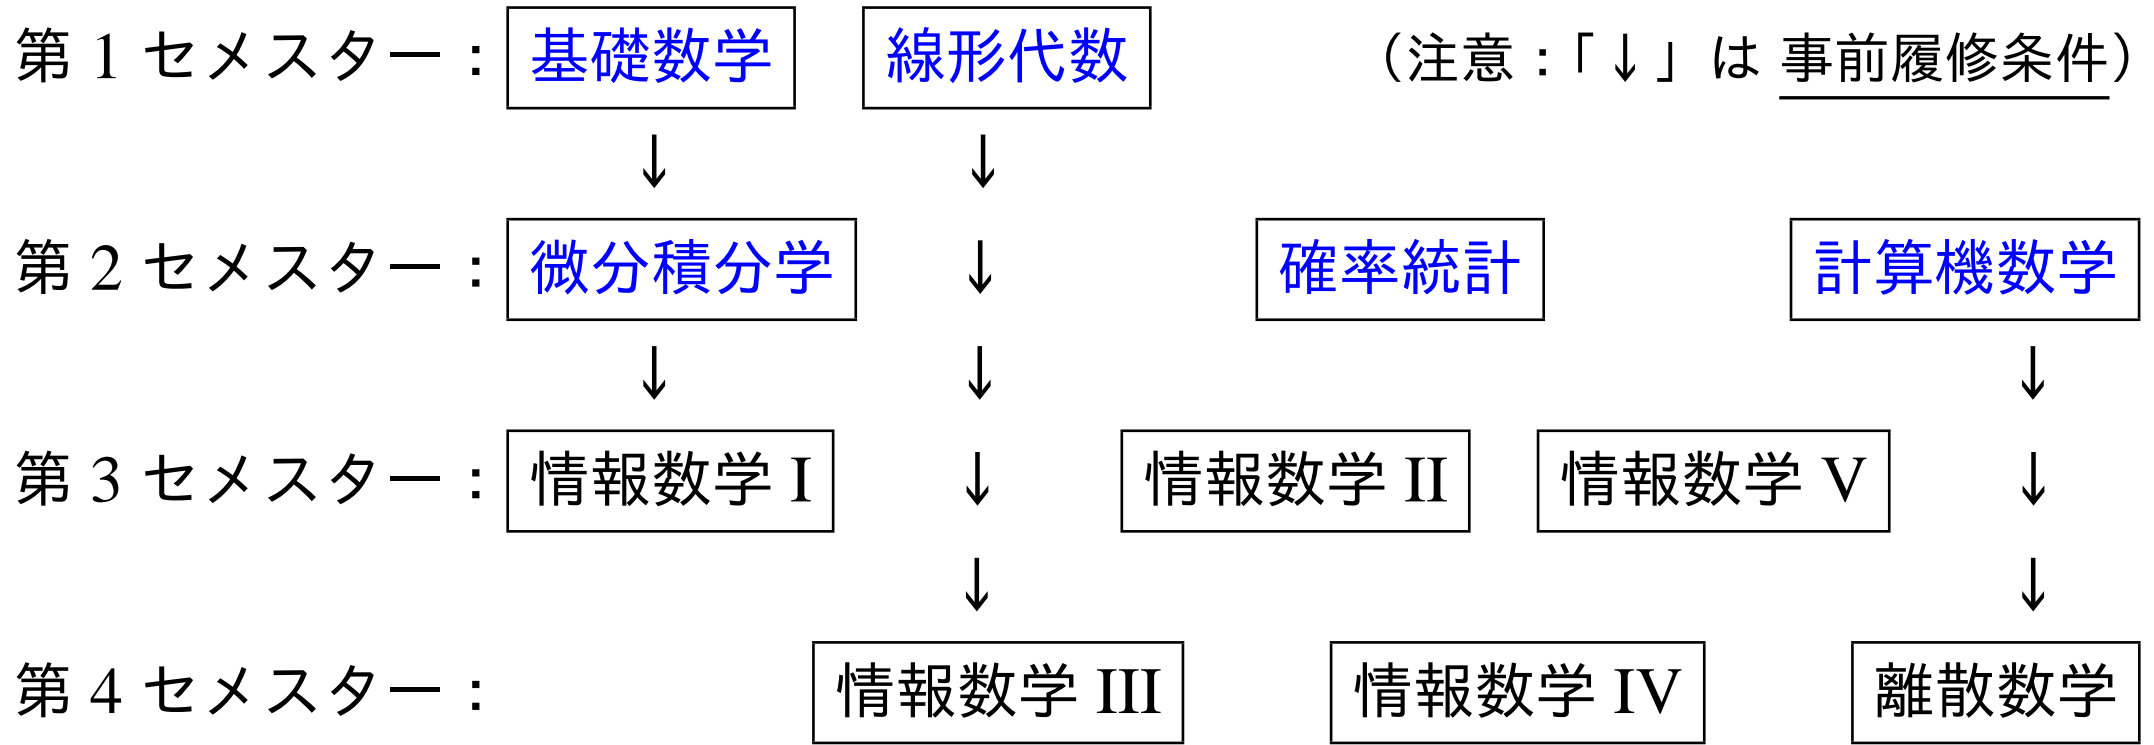 第 1 セメスター： 基礎数学 線形代数 （注意：「↓」は 事前履修条件）
↓ ↓
第 2 セメスター： 微分積分学 ↓ 確率統計 計算機数学
↓ ↓ ↓
第 3 セメスター： 情報数学 I ↓ 情報数学 II 情報数学 V ↓
↓ ↓
第 4 セメスター： 情報数学 III 情報数学 IV 離散数学